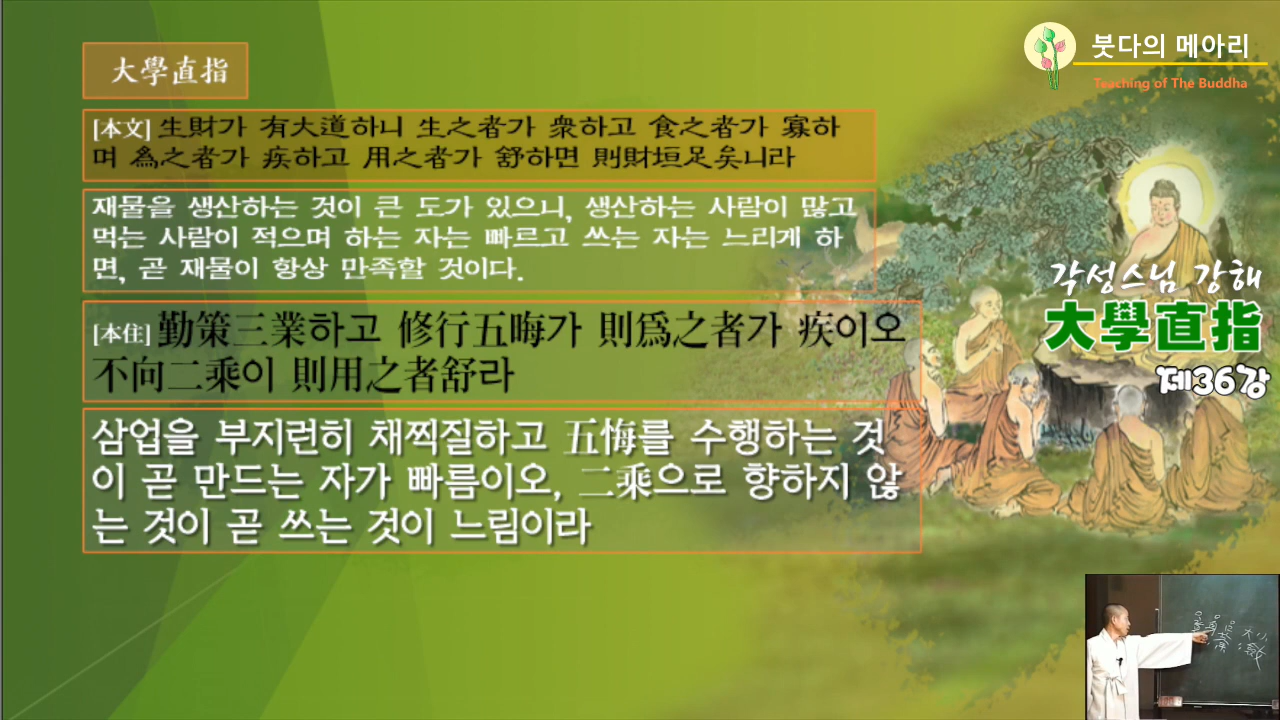 大學直指
[本文] 生財가 有大道하니 生之者가 衆하고 食之者가 寡하
며 為之者가 疾하고 用之者가 舒하면 則財垣足矣니라
재물을 생산하는 것이 큰 도가 있으니, 생산하는 사람이 많고
먹는 사람이 적으며 하는 자는 빠르고 쓰는 자는 느리게 하
면, 곧 재물이 항상 만족할 것이다.
[本住] 勤策三業하고 修行五晦가 則爲之者가 疾이오
不向二乘이 則用之者舒라
삼업을 부지런히 채찍질하고 五悔를 수행하는 것
이 곧 만드는 자가 빠름이오, 二乘으로 향하지 않
는 것이 곧 쓰는 것이 느림이라
붓다의 메아리
Teaching of The Buddha
각성스님 강해
大學直指
제36강